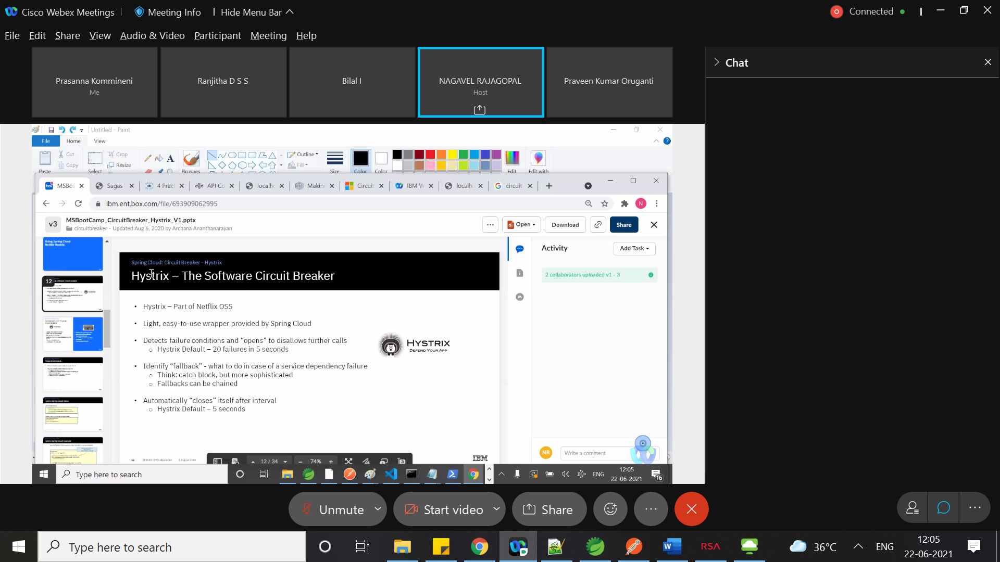 Cisco Webex Meetings
Meeting Info
Hide Menu Bar
Connected
File Edit Share View Audio & Video Participant Meeting Help
Prasanna Kommineni
Me
Ranjitha D S S
Bilal I
NAGAVEL RAJAGOPAL
Host
Praveen Kumar Oruganti
Chat
Untitled - Paint
File Home View
Paste
Cut
Copy
Select
Crop
Resize
Brushes
Outline
Fill
Size
Color
Color
Edit
Edit with
MSBoc
Sagas
4 Pract
API Co
localh
Makin
Circuit
IBM W
localh
circuit
ibm.ent.box.com/file/693909062995
v3
MSBootCamp_CircuitBreaker_Hystrix_V1.pptx
circuitbreaker - Updated Aug 6, 2020 by Archana Ananthanarayan
Open
Download
Share
Using Spring Cloud
Netflix Hystrix
12
Spring Cloud: Circuit Breaker - Hystrix
Hystrix – The Software Circuit Breaker
• Hystrix – Part of Netflix OSS
• Light, easy-to-use wrapper provided by Spring Cloud
• Detects failure conditions and “opens” to disallows further calls
○ Hystrix Default – 20 failures in 5 seconds
• Identify “fallback” - what to do in case of a service dependency failure
○ Think: catch block, but more sophisticated
○ Fallbacks can be chained
• Automatically “closes” itself after interval
○ Hystrix Default – 5 seconds
HYSTRIX
DEFEND YOUR APP
IBM
12 / 34
74%
Activity
Add Task
2 collaborators uploaded v1 - 3
NR
Write a comment
N
Type here to search
ENG
12:05
22-06-2021
16
Unmute
Start video
Share
Type here to search
RSA
36°C
ENG
12:05
22-06-2021